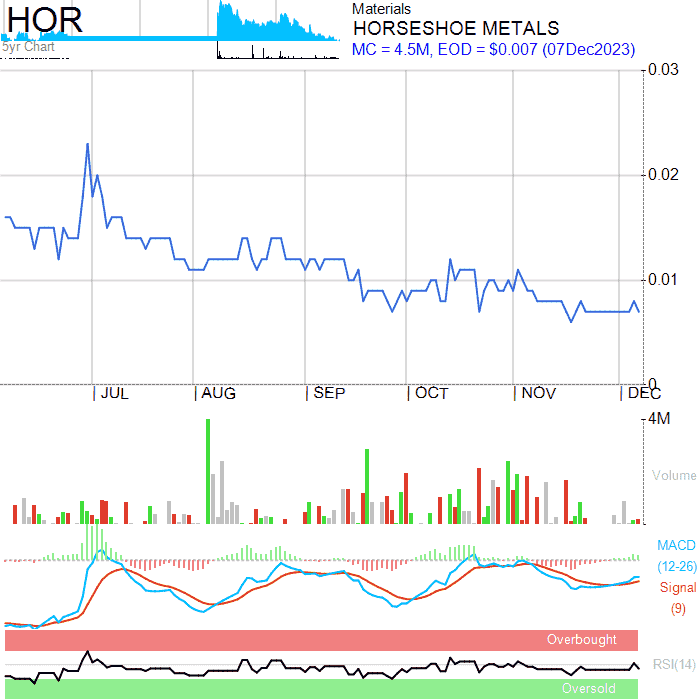 HOR
5yr Chart
Materials
HORSESHOE METALS
MC = 4.5M, EOD = $0.007 (07Dec2023)
0.03
0.02
0.01
0
JUL AUG SEP OCT NOV DEC
4M
Volume
MACD
(12-26)
Signal
(9)
Overbought
RSI(14)
Oversold